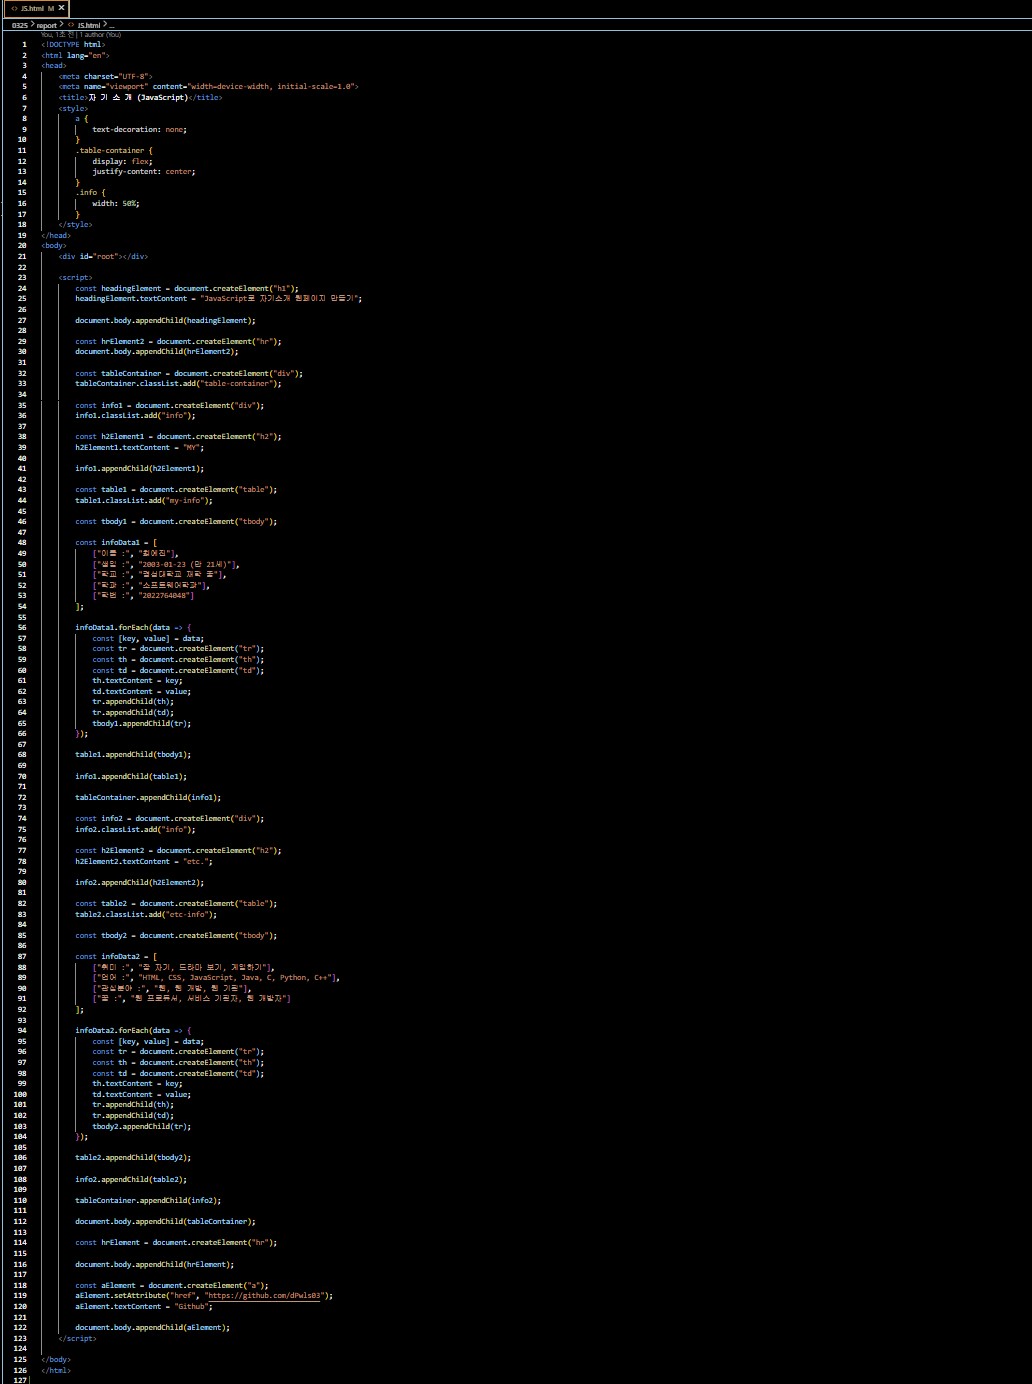 JS.html M ×
0325 > report > JS.html > ...
You, 1초 전 | 1 author (You)
1 <!DOCTYPE html>
2 <html lang="en">
3 <head>
4 <meta charset="UTF-8">
5 <meta name="viewport" content="width=device-width, initial-scale=1.0">
6 <title>자 기 소 개 (JavaScript)</title>
7 <style>
8 a {
9 text-decoration: none;
10 }
11 .table-container {
12 display: flex;
13 justify-content: center;
14 }
15 .info {
16 width: 50%;
17 }
18 </style>
19 </head>
20 <body>
21 <div id="root"></div>
22
23 <script>
24 const headingElement = document.createElement("h1");
25 headingElement.textContent = "JavaScript로 자기소개 웹페이지 만들기";
26
27 document.body.appendChild(headingElement);
28
29 const hrElement2 = document.createElement("hr");
30 document.body.appendChild(hrElement2);
31
32 const tableContainer = document.createElement("div");
33 tableContainer.classList.add("table-container");
34
35 const info1 = document.createElement("div");
36 info1.classList.add("info");
37
38 const h2Element1 = document.createElement("h2");
39 h2Element1.textContent = "MY";
40
41 info1.appendChild(h2Element1);
42
43 const table1 = document.createElement("table");
44 table1.classList.add("my-info");
45
46 const tbody1 = document.createElement("tbody");
47
48 const infoData1 = [
49 ["이름 :", "최예진"],
50 ["생일 :", "2003-01-23 (만 21세)"],
51 ["학교 :", "경성대학교 재학 중"],
52 ["학과 :", "소프트웨어학과"],
53 ["학번 :", "2022764048"]
54 ];
55
56 infoData1.forEach(data => {
57 const [key, value] = data;
58 const tr = document.createElement("tr");
59 const th = document.createElement("th");
60 const td = document.createElement("td");
61 th.textContent = key;
62 td.textContent = value;
63 tr.appendChild(th);
64 tr.appendChild(td);
65 tbody1.appendChild(tr);
66 });
67
68 table1.appendChild(tbody1);
69
70 info1.appendChild(table1);
71
72 tableContainer.appendChild(info1);
73
74 const info2 = document.createElement("div");
75 info2.classList.add("info");
76
77 const h2Element2 = document.createElement("h2");
78 h2Element2.textContent = "etc.";
79
80 info2.appendChild(h2Element2);
81
82 const table2 = document.createElement("table");
83 table2.classList.add("etc-info");
84
85 const tbody2 = document.createElement("tbody");
86
87 const infoData2 = [
88 ["취미 :", "잠 자기, 드라마 보기, 게임하기"],
89 ["언어 :", "HTML, CSS, JavaScript, Java, C, Python, C++"],
90 ["관심분야 :", "웹, 웹 개발, 웹 기획"],
91 ["꿈 :", "웹 프로듀서, 서비스 기획자, 웹 개발자"]
92 ];
93
94 infoData2.forEach(data => {
95 const [key, value] = data;
96 const tr = document.createElement("tr");
97 const th = document.createElement("th");
98 const td = document.createElement("td");
99 th.textContent = key;
100 td.textContent = value;
101 tr.appendChild(th);
102 tr.appendChild(td);
103 tbody2.appendChild(tr);
104 });
105
106 table2.appendChild(tbody2);
107
108 info2.appendChild(table2);
109
110 tableContainer.appendChild(info2);
111
112 document.body.appendChild(tableContainer);
113
114 const hrElement = document.createElement("hr");
115
116 document.body.appendChild(hrElement);
117
118 const aElement = document.createElement("a");
119 aElement.setAttribute("href", "https://github.com/dPwls03");
120 aElement.textContent = "Github";
121
122 document.body.appendChild(aElement);
123 </script>
124
125 </body>
126 </html>
127